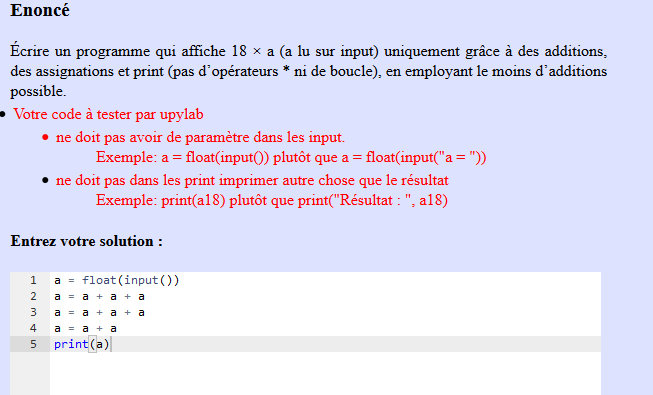 Enoncé
Écrire un programme qui affiche 18 × a (a lu sur input) uniquement grâce à des additions,
des assignations et print (pas d'opérateurs * ni de boucle), en employant le moins d'additions
possible.
• Votre code à tester par upylab
• ne doit pas avoir de paramètre dans les input.
Exemple: a = float(input()) plutôt que a = float(input("a = "))
• ne doit pas dans les print imprimer autre chose que le résultat
Exemple: print(a18) plutôt que print("Résultat : ", a18)
Entrez votre solution :
1 a = float(input())
2 a = a + a + a
3 a = a + a + a
4 a = a + a
5 print(a)